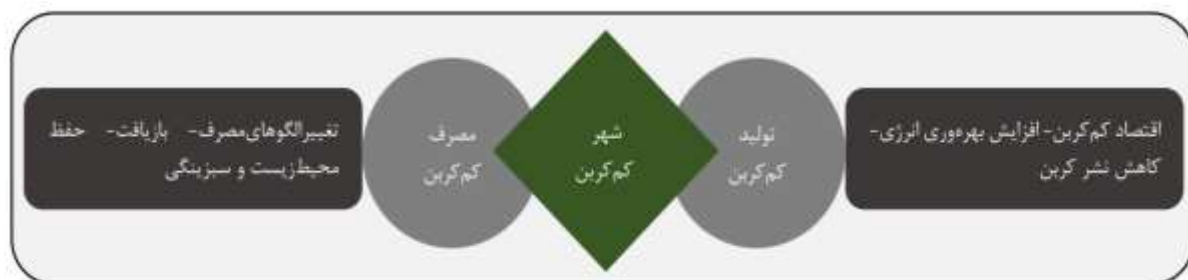 اقتصاد کم‌کربن- افزایش بهره‌وری انرژی-
کاهش نشر کربن
تولید
کم‌کربن
شهر
کم‌کربن
مصرف
کم‌کربن
تغییرالگوهای‌مصرف- بازیافت- حفظ
محیط‌زیست و سبزینگی